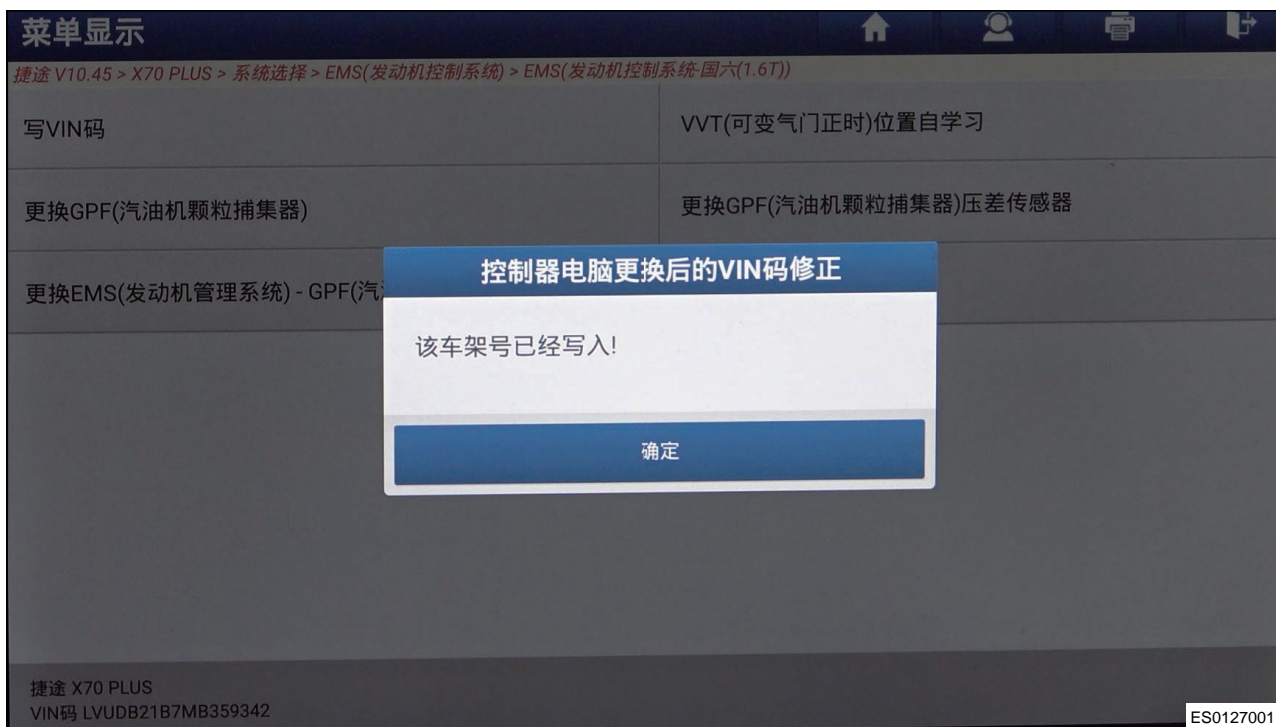 菜单显示
捷途 V10.45 > X70 PLUS > 系统选择 > EMS(发动机控制系统) > EMS(发动机控制系统-国六(1.6T))
写VIN码
VVT(可变气门正时)位置自学习
更换GPF(汽油机颗粒捕集器)
更换GPF(汽油机颗粒捕集器)压差传感器
更换EMS(发动机管理系统) - GPF(汽
控制器电脑更换后的VIN码修正
该车架号已经写入!
确定
捷途 X70 PLUS
VIN码 LVUDB21B7MB359342
ES0127001